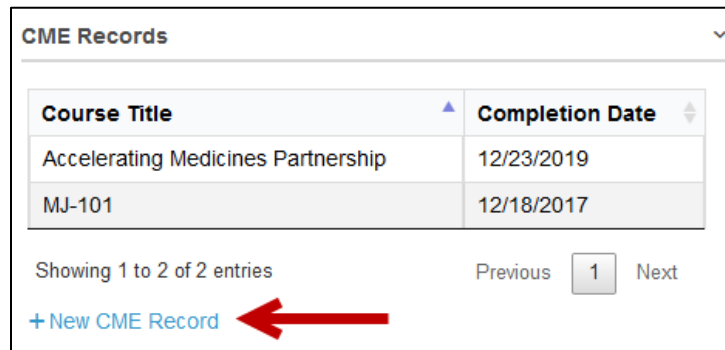 CME Records
Course Title Completion Date
Accelerating Medicines Partnership 12/23/2019
MJ-101 12/18/2017
Showing 1 to 2 of 2 entries Previous 1 Next
+ New CME Record